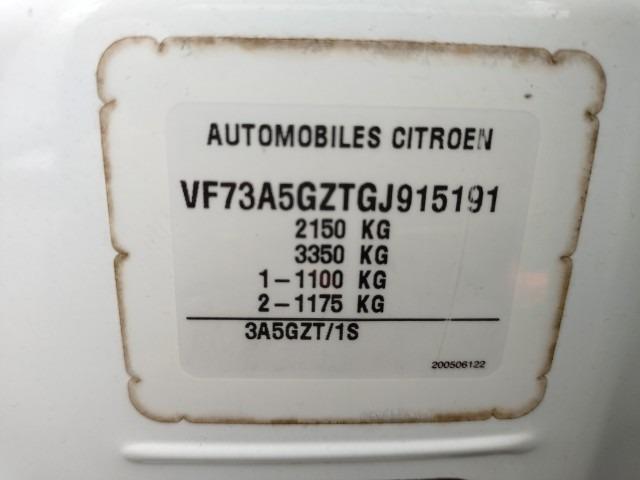 AUTOMOBILES CITROEN
VF73A5GZTGJ915191
2150 KG
3350 KG
1-1100 KG
2-1175 KG
3A5GZT/1S
200506122